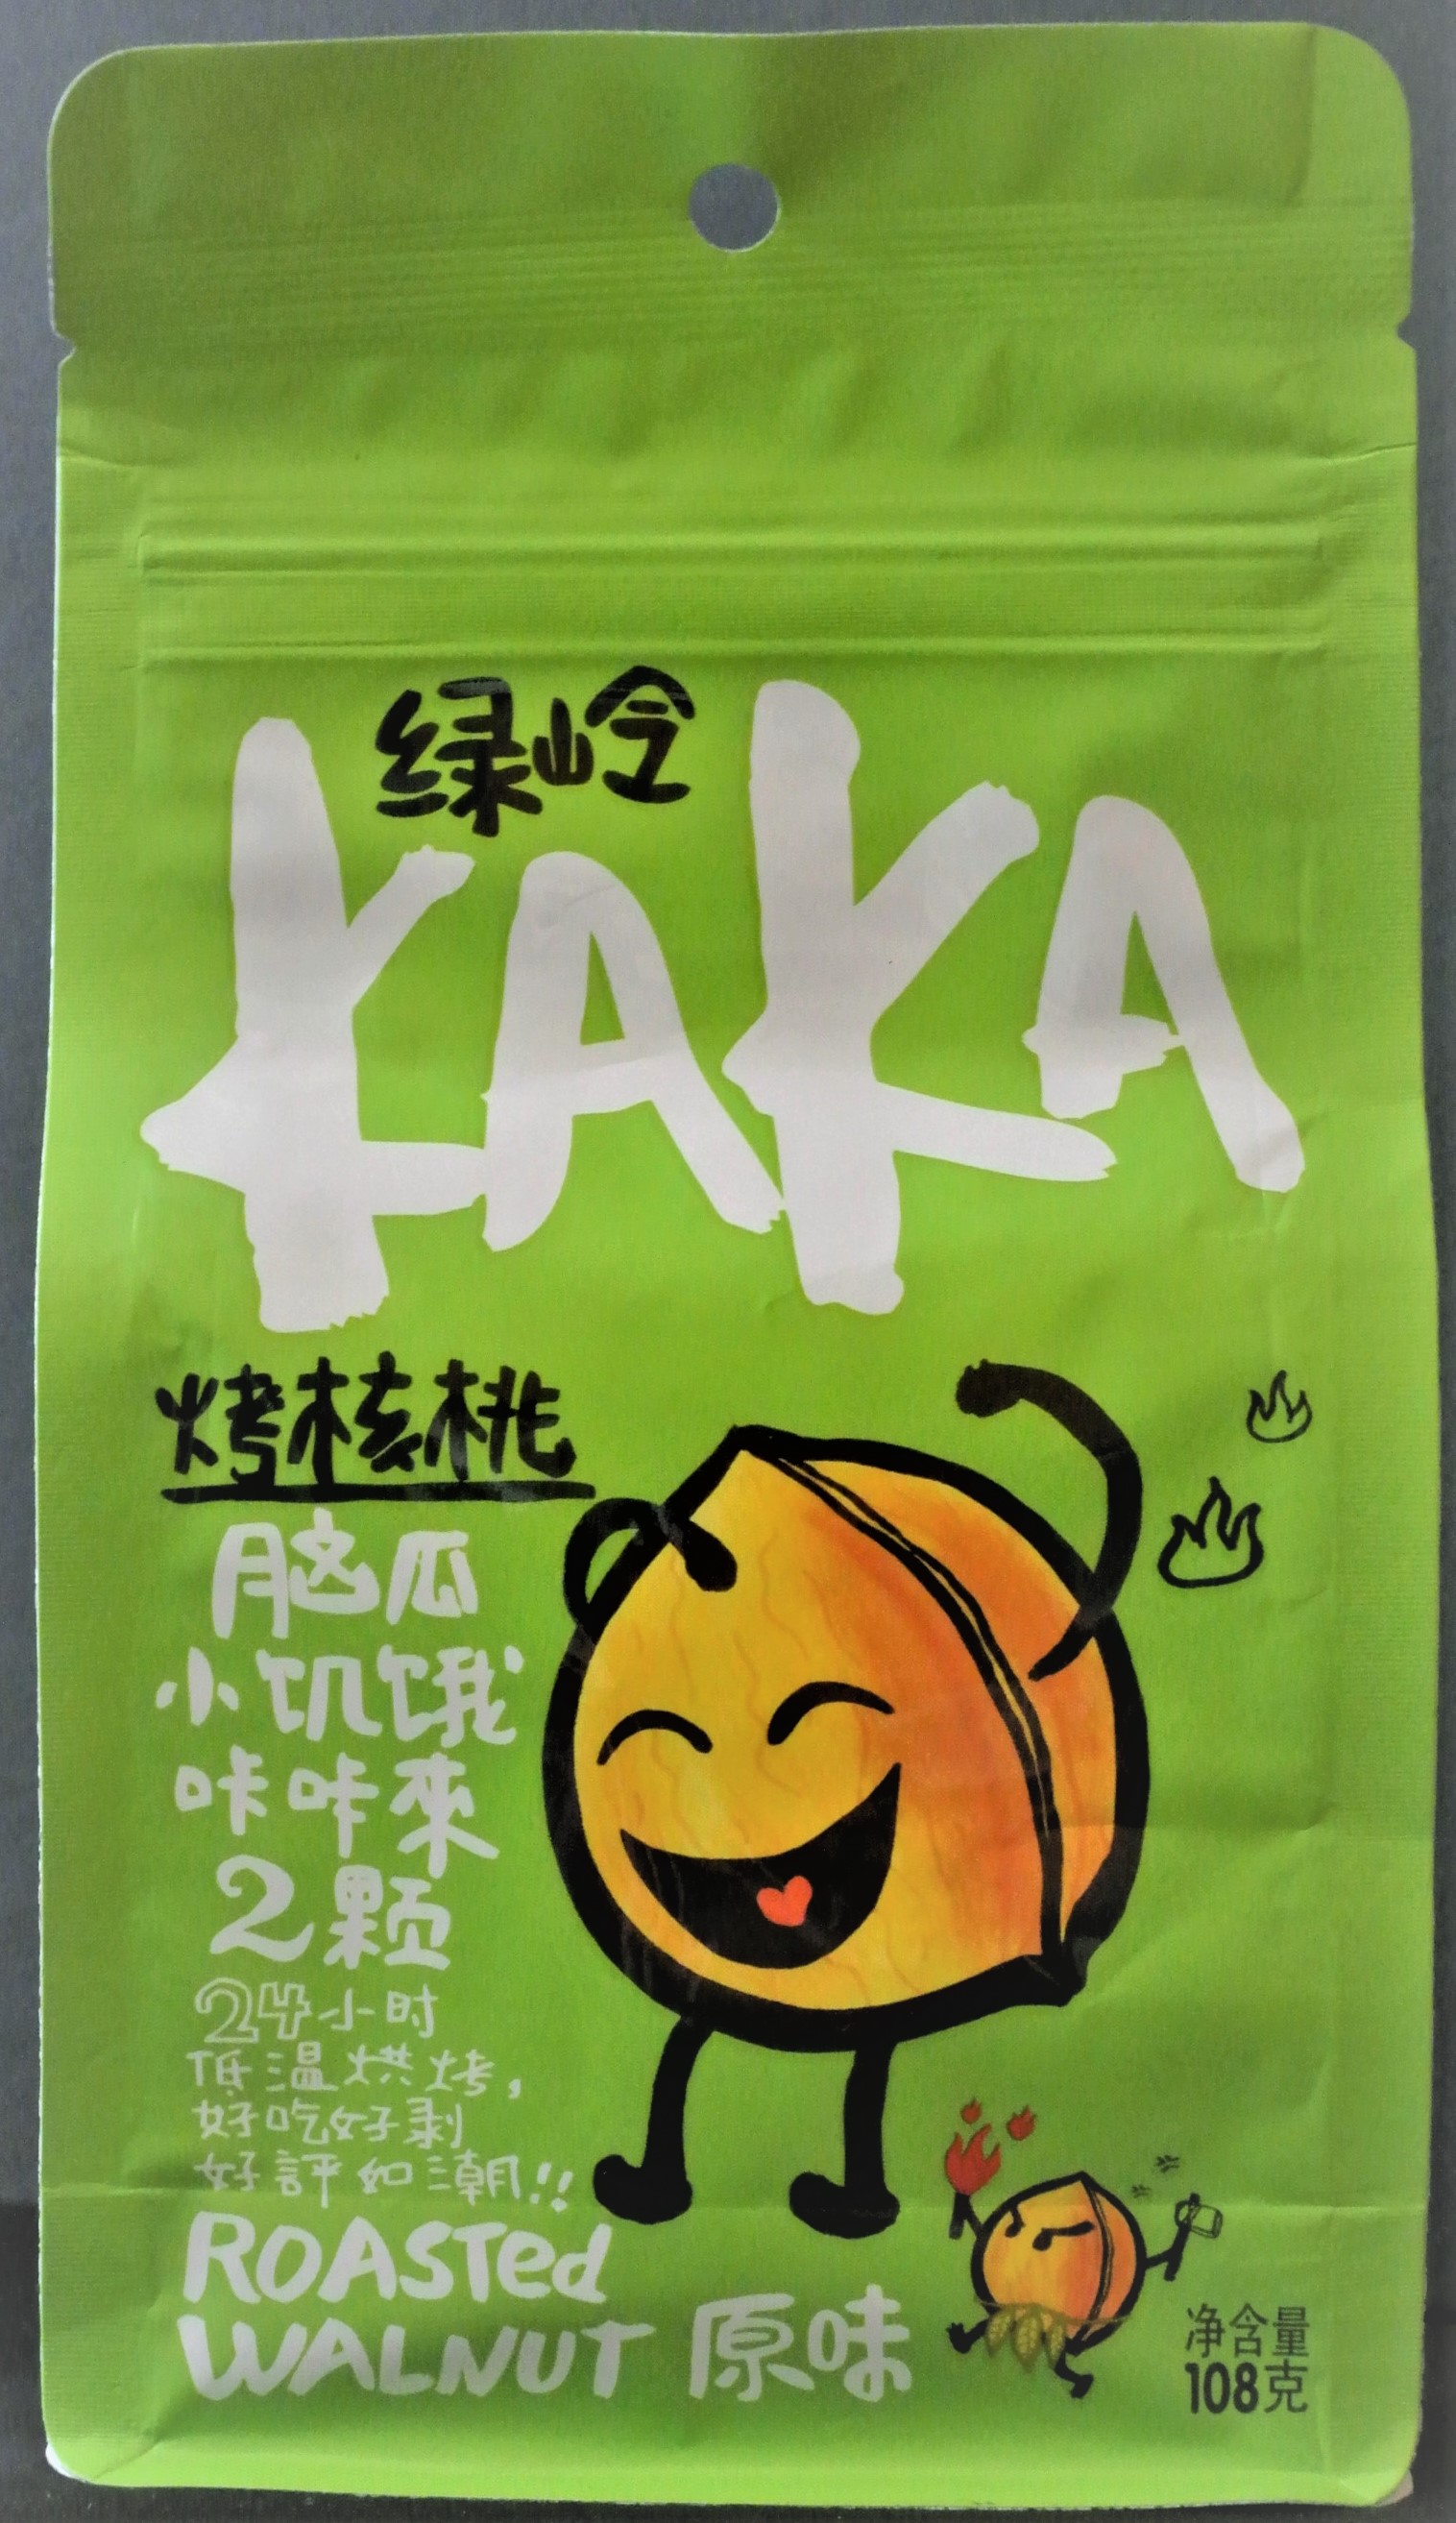 绿岭
KAKA
烤核桃
脑瓜
小饥饿
咔咔來
2颗
24小时
低温烘烤，
好吃好剥
好評如潮!!
ROASTed
WALNUT 原味
净含量
108克